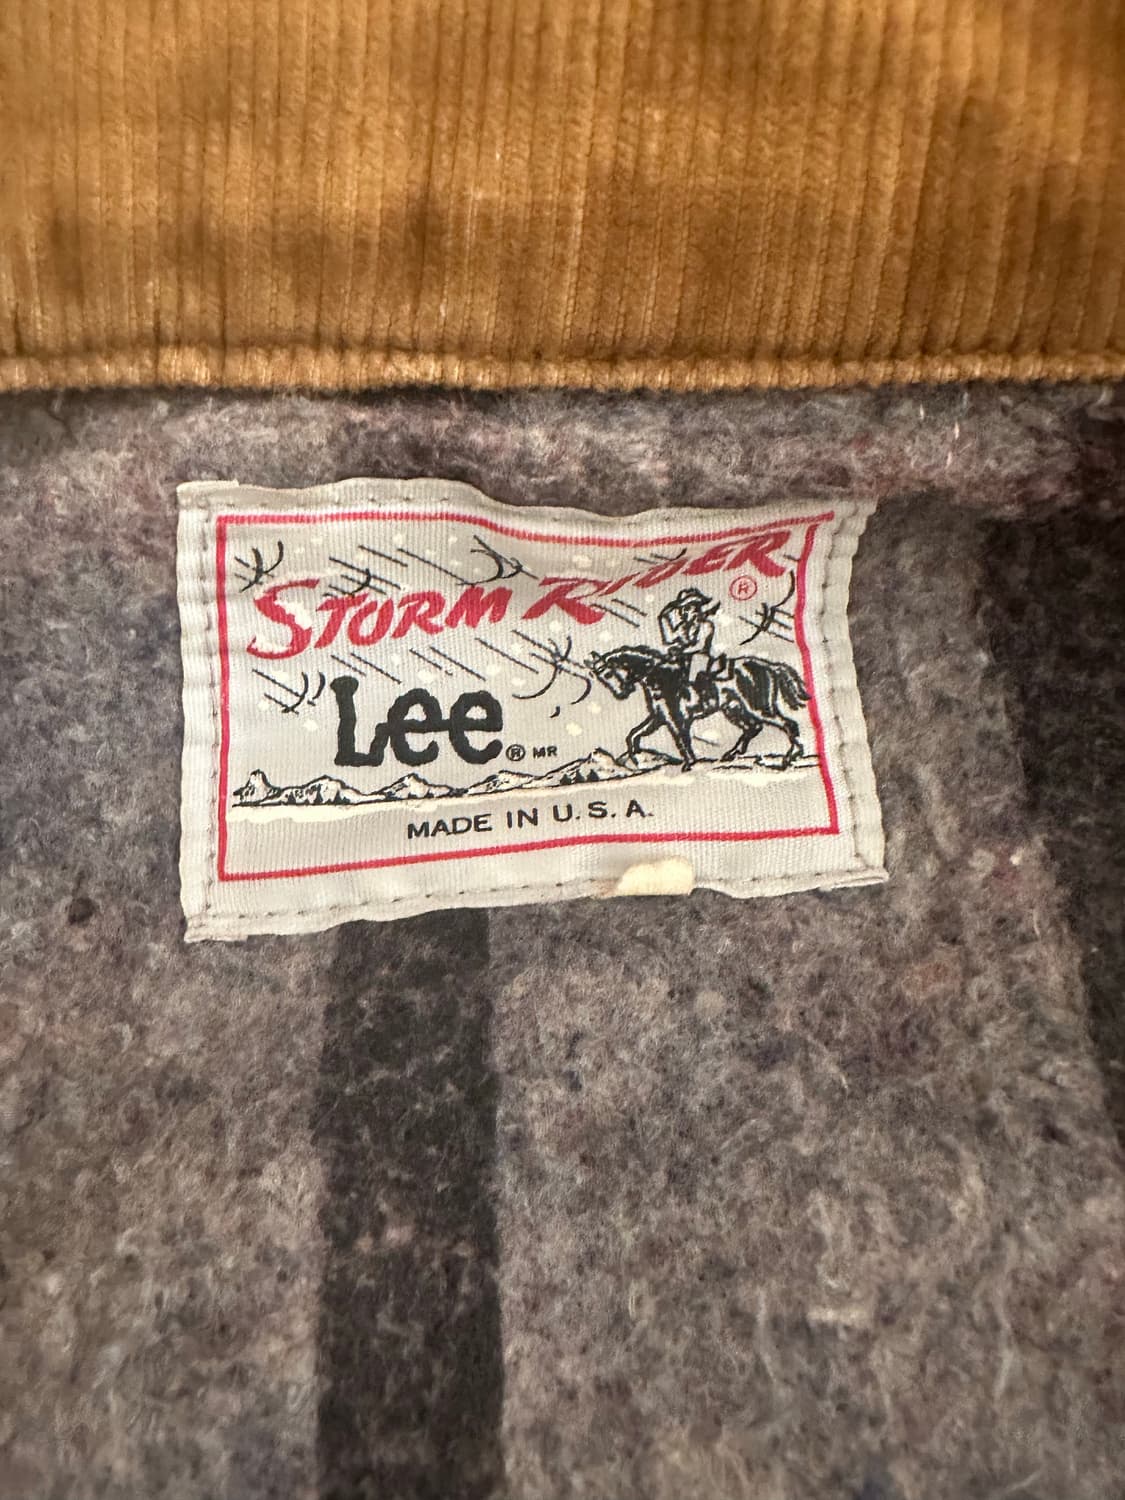 STORM RIDER ®
Lee ® MR
MADE IN U.S.A.